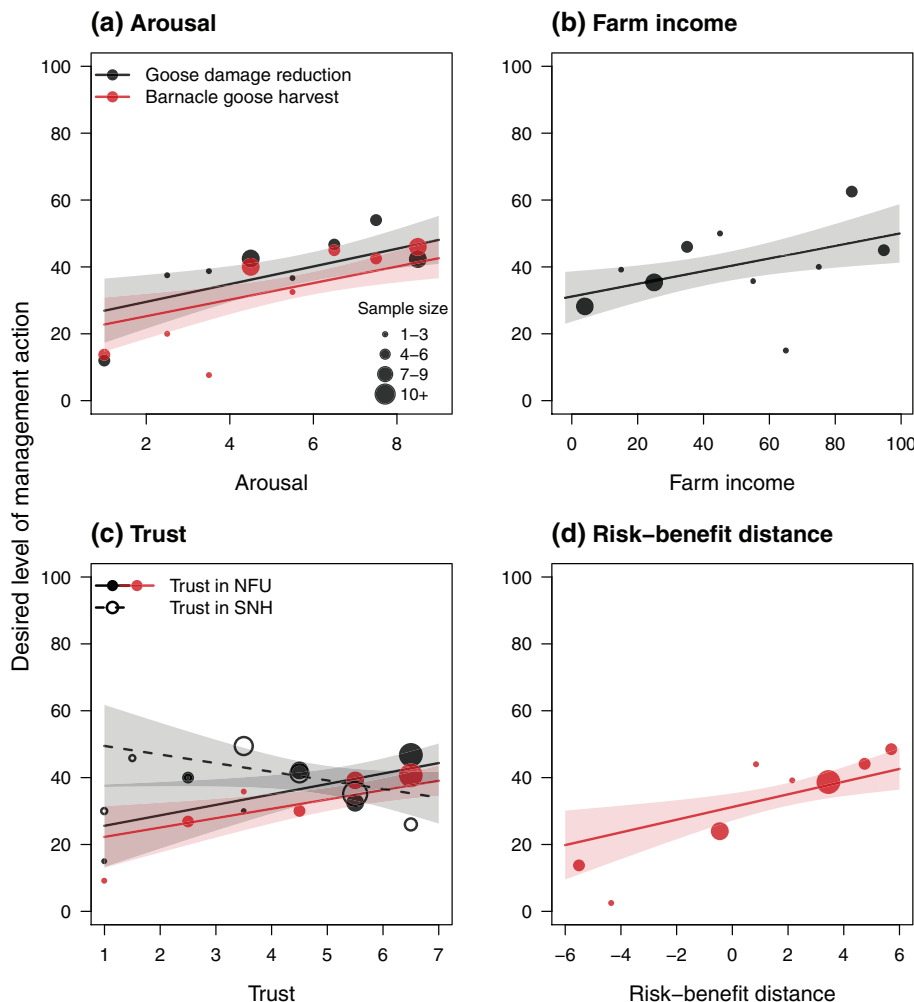 (a) Arousal
(b) Farm income
100
80
60
40
20
0
Goose damage reduction
Barnacle goose harvest
Sample size
1−3
4−6
7−9
10+
2 4 6 8
Arousal
100
80
60
40
20
0
0 20 40 60 80 100
Farm income
Desired level of management action
(c) Trust
(d) Risk−benefit distance
100
80
60
40
20
0
Trust in NFU
Trust in SNH
1 2 3 4 5 6 7
Trust
100
80
60
40
20
0
−6 −4 −2 0 2 4 6
Risk−benefit distance